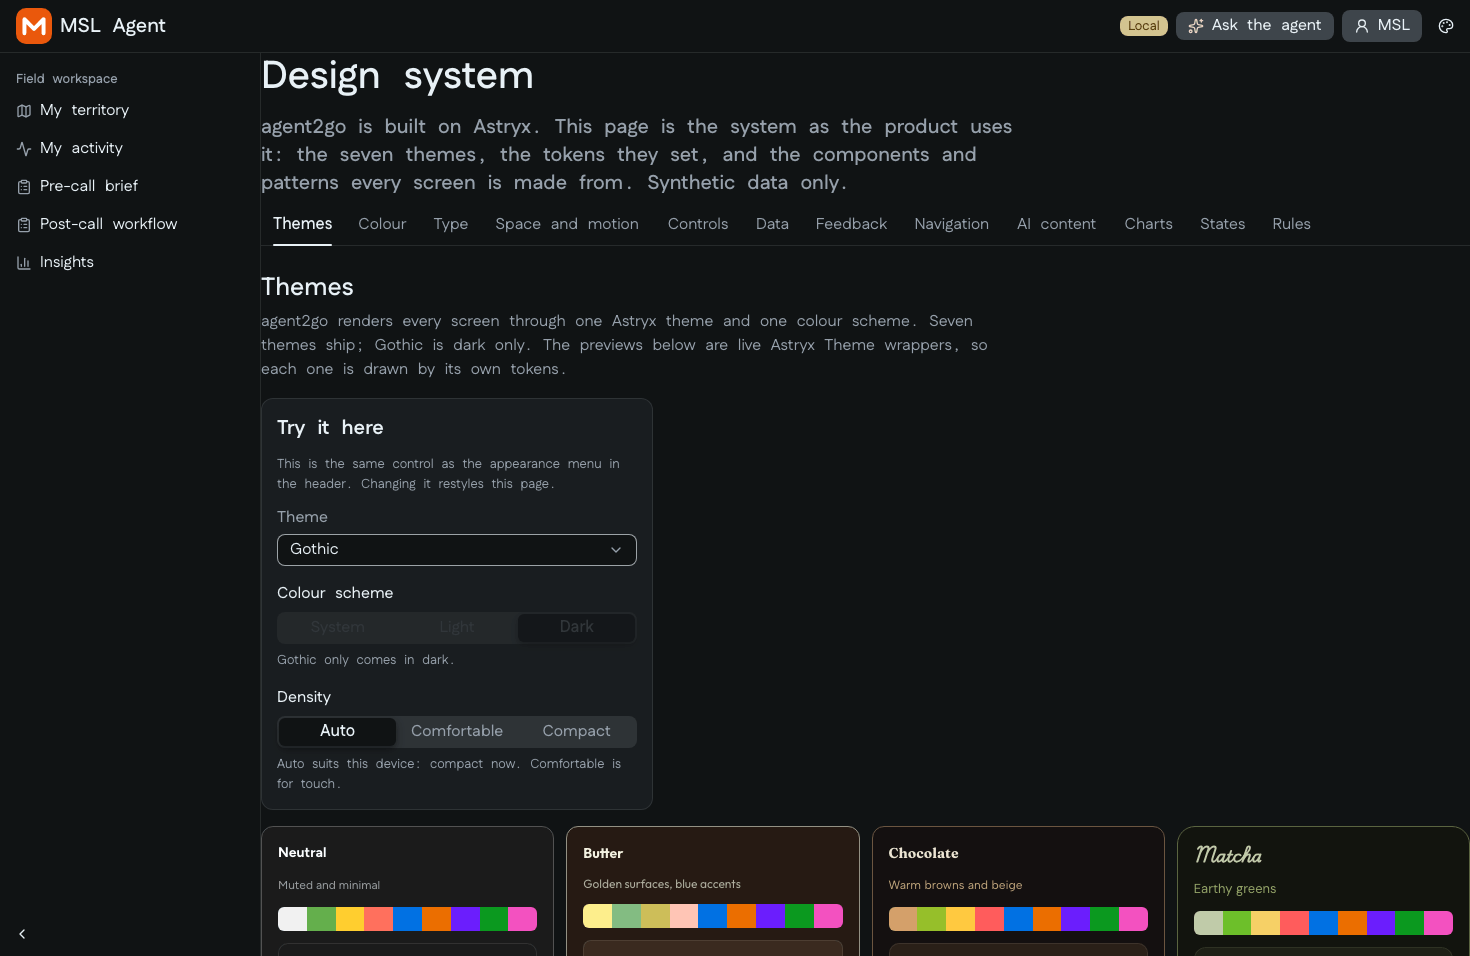 MSL Agent
Local
Ask the agent
MSL
Field workspace
My territory
My activity
Pre-call brief
Post-call workflow
Insights
Design system
agent2go is built on Astryx. This page is the system as the product uses
it: the seven themes, the tokens they set, and the components and
patterns every screen is made from. Synthetic data only.
Themes Colour Type Space and motion Controls Data Feedback Navigation AI content Charts States Rules
Themes
agent2go renders every screen through one Astryx theme and one colour scheme. Seven
themes ship; Gothic is dark only. The previews below are live Astryx Theme wrappers, so
each one is drawn by its own tokens.
Try it here
This is the same control as the appearance menu in
the header. Changing it restyles this page.
Theme
Gothic
Colour scheme
System Light Dark
Gothic only comes in dark.
Density
Auto Comfortable Compact
Auto suits this device: compact now. Comfortable is
for touch.
Neutral
Muted and minimal
Butter
Golden surfaces, blue accents
Chocolate
Warm browns and beige
Matcha
Earthy greens